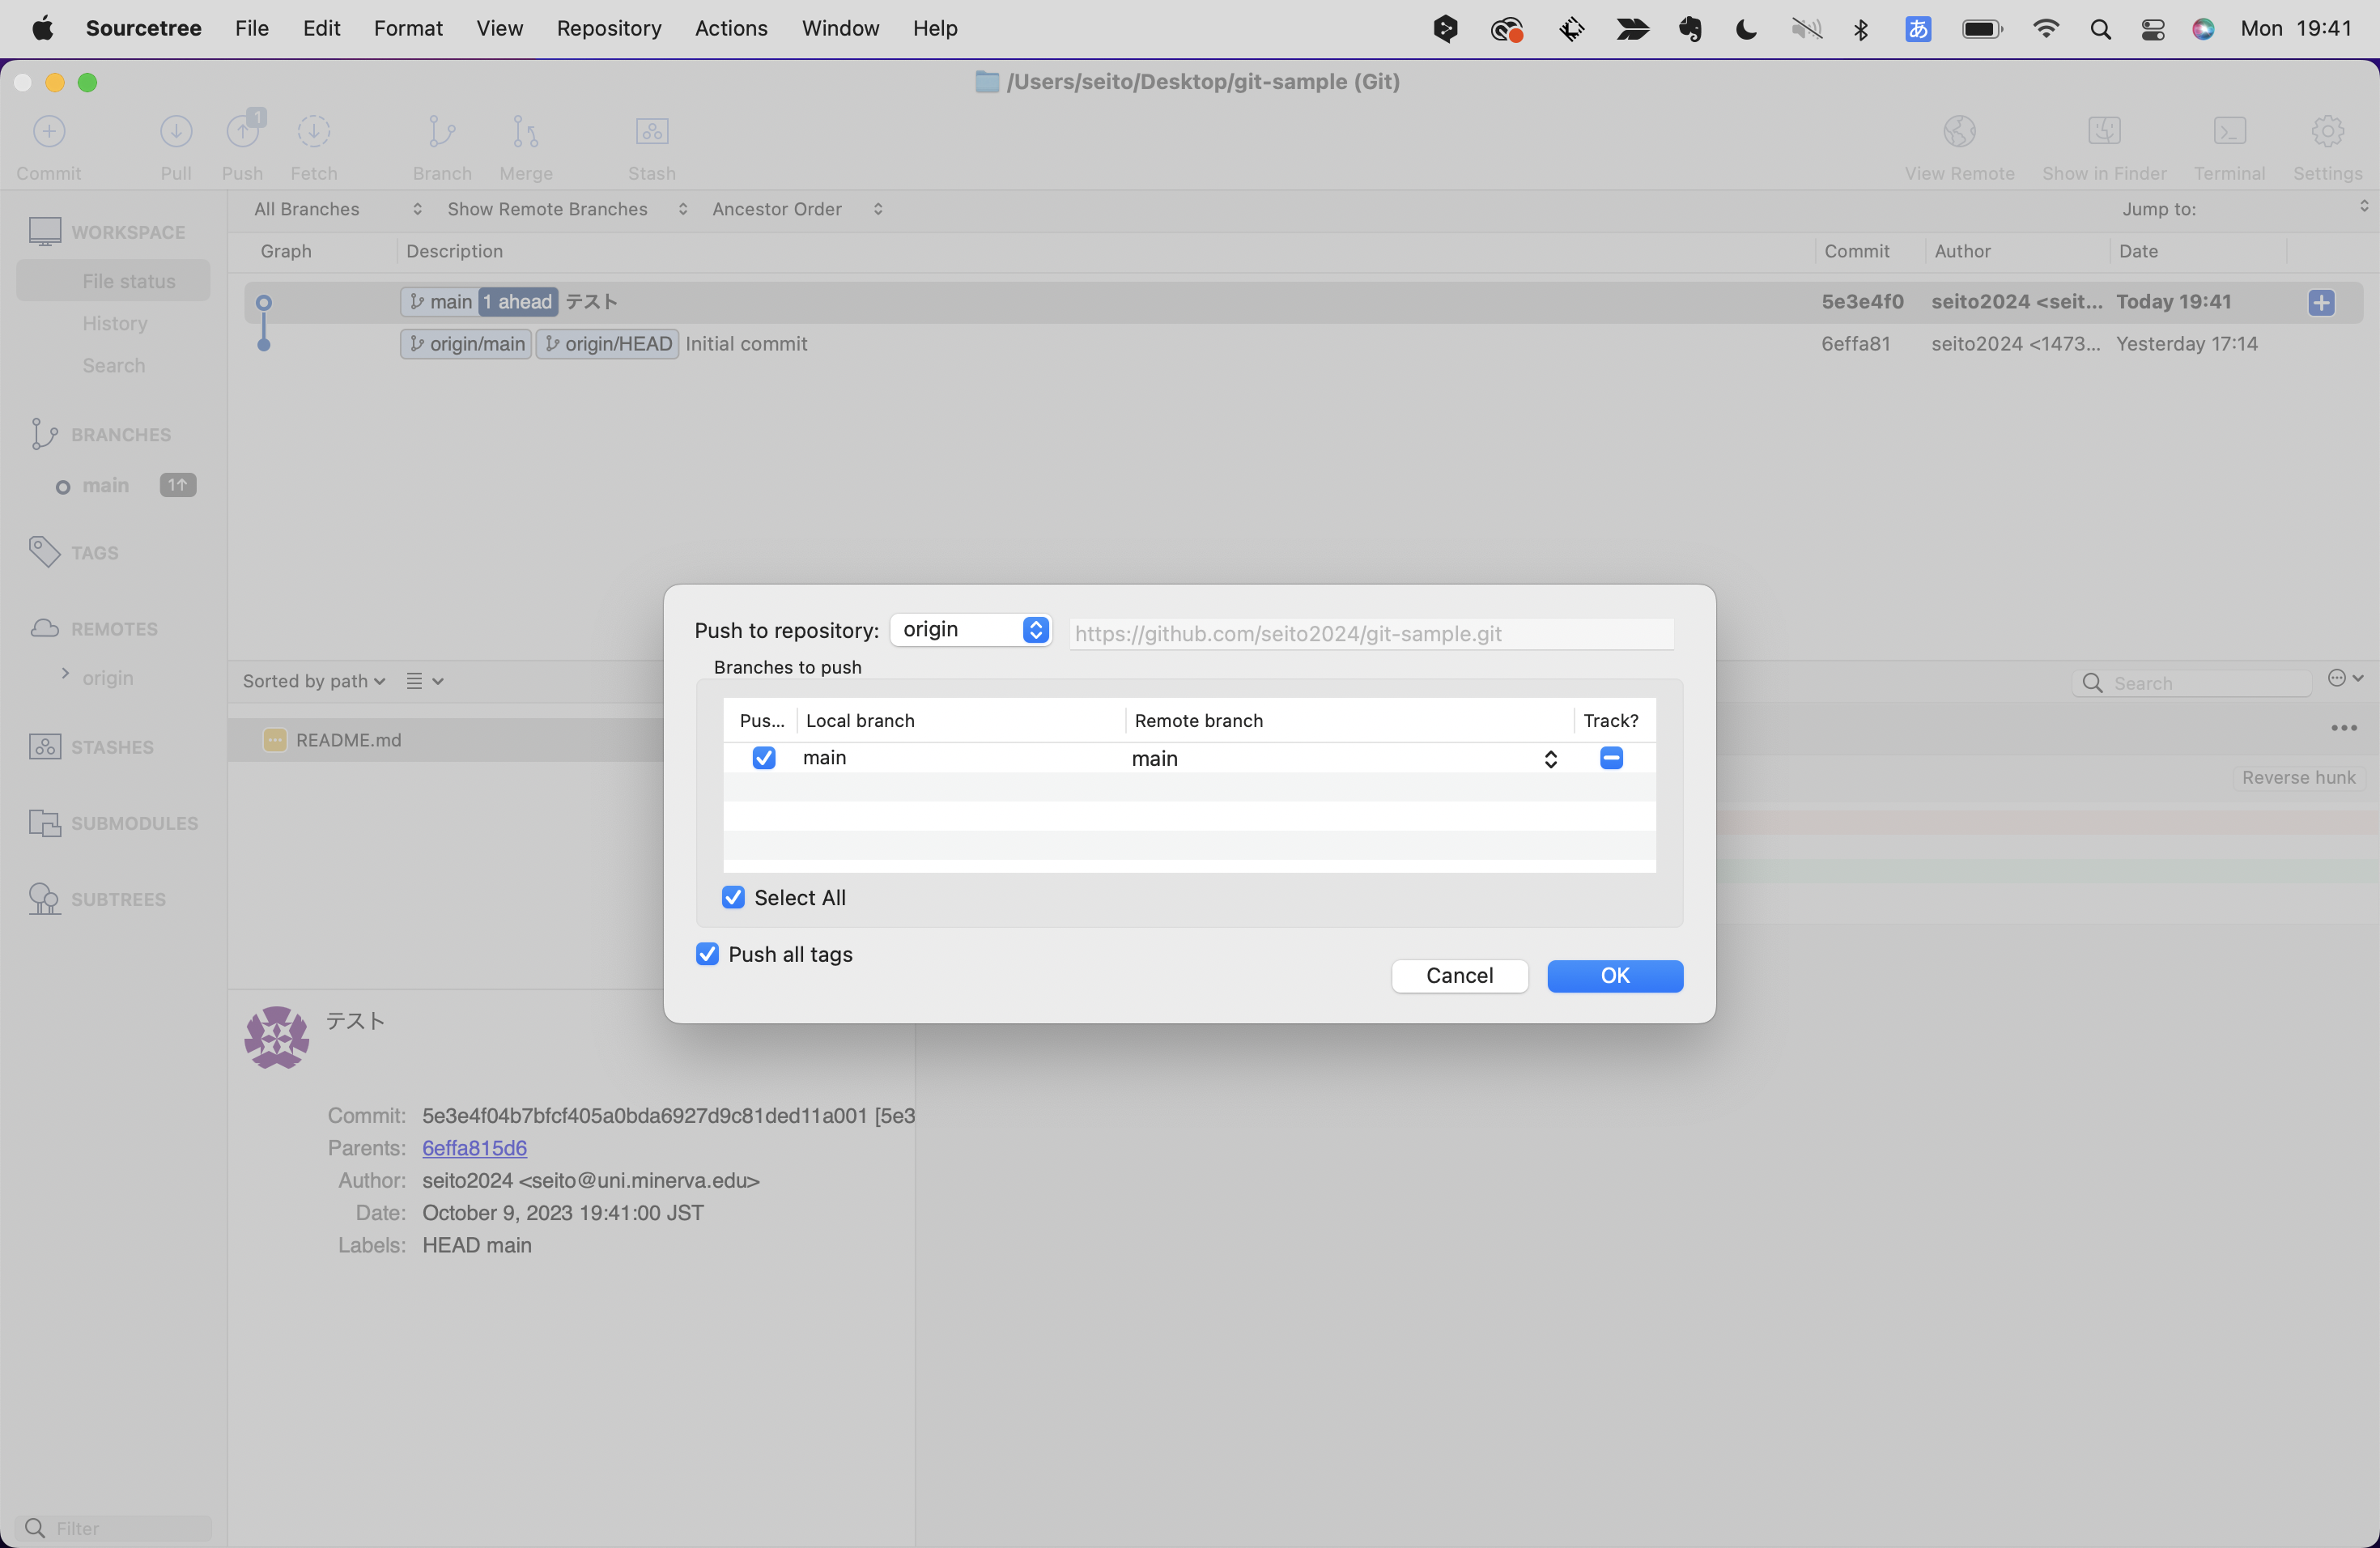 Sourcetree File Edit Format View Repository Actions Window Help あ Mon 19:41
/Users/seito/Desktop/git-sample (Git)
1
Commit Pull Push Fetch Branch Merge Stash View Remote Show in Finder Terminal Settings
All Branches Show Remote Branches Ancestor Order Jump to:
Graph Description Commit Author Date
main 1 ahead テスト 5e3e4f0 seito2024 <seit... Today 19:41
origin/main origin/HEAD Initial commit 6effa81 seito2024 <1473... Yesterday 17:14
WORKSPACE
File status
History
Search
BRANCHES
main 1↑
TAGS
REMOTES
origin
STASHES
SUBMODULES
SUBTREES
Filter
Sorted by path
Search
README.md
Reverse hunk
Push to repository: origin https://github.com/seito2024/git-sample.git
Branches to push
Pus... Local branch Remote branch Track?
main main
Select All
Push all tags
Cancel OK
テスト
Commit: 5e3e4f04b7bfcf405a0bda6927d9c81ded11a001 [5e3
Parents: 6effa815d6
Author: seito2024 <seito@uni.minerva.edu>
Date: October 9, 2023 19:41:00 JST
Labels: HEAD main